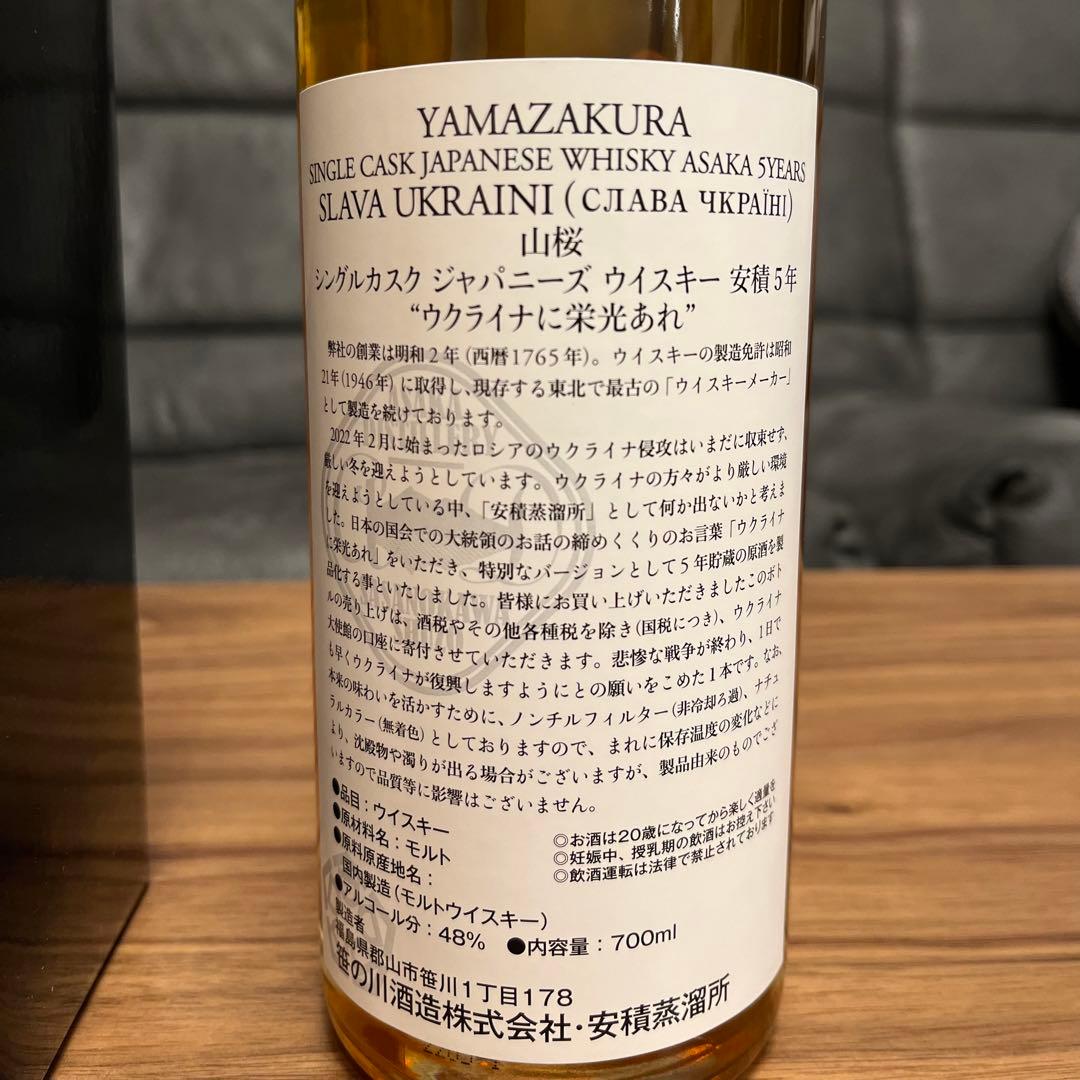 YAMAZAKURA
SINGLE CASK JAPANESE WHISKY ASAKA 5YEARS
SLAVA UKRAINI (СЛАВА ЧКРАЇНІ)
山桜
シングルカスク ジャパニーズ ウイスキー 安積5年
“ウクライナに栄光あれ”
弊社の創業は明和2年(西暦1765年)。ウイスキーの製造免許は昭和
21年(1946年)に取得し、現存する東北で最古の「ウイスキーメーカー」
として製造を続けております。
2022年2月に始まったロシアのウクライナ侵攻はいまだに収束せず、
厳しい冬を迎えようとしています。ウクライナの方々がより厳しい環境
を迎えようとしている中、「安積蒸溜所」として何か出ないかと考えま
した。日本の国会での大統領のお話の締めくくりのお言葉「ウクライナ
に栄光あれ」をいただき、特別なバージョンとして5年貯蔵の原酒を製
品化する事といたしました。皆様にお買い上げいただきましたこのボト
ルの売り上げは、酒税やその他各種税を除き(国税につき)、ウクライナ
大使館の口座に寄付させていただきます。悲惨な戦争が終わり、1日で
も早くウクライナが復興しますようにとの願いをこめた1本です。なお、
本来の味わいを活かすために、ノンチルフィルター(非冷却ろ過)、ナチュ
ラルカラー(無着色)としておりますので、まれに保存温度の変化などに
より、沈殿物や濁りが出る場合がございますが、製品由来のものでござ
いますので品質等に影響はございません。
●品目:ウイスキー
●原材料名:モルト
●原料原産地名:
国内製造(モルトウイスキー)
●アルコール分:48% ●内容量:700ml
◎お酒は20歳になってから楽しく適量を
◎妊娠中、授乳期の飲酒はお控え下さい
◎飲酒運転は法律で禁止されております
製造者
福島県郡山市笹川1丁目178
笹の川酒造株式会社・安積蒸溜所